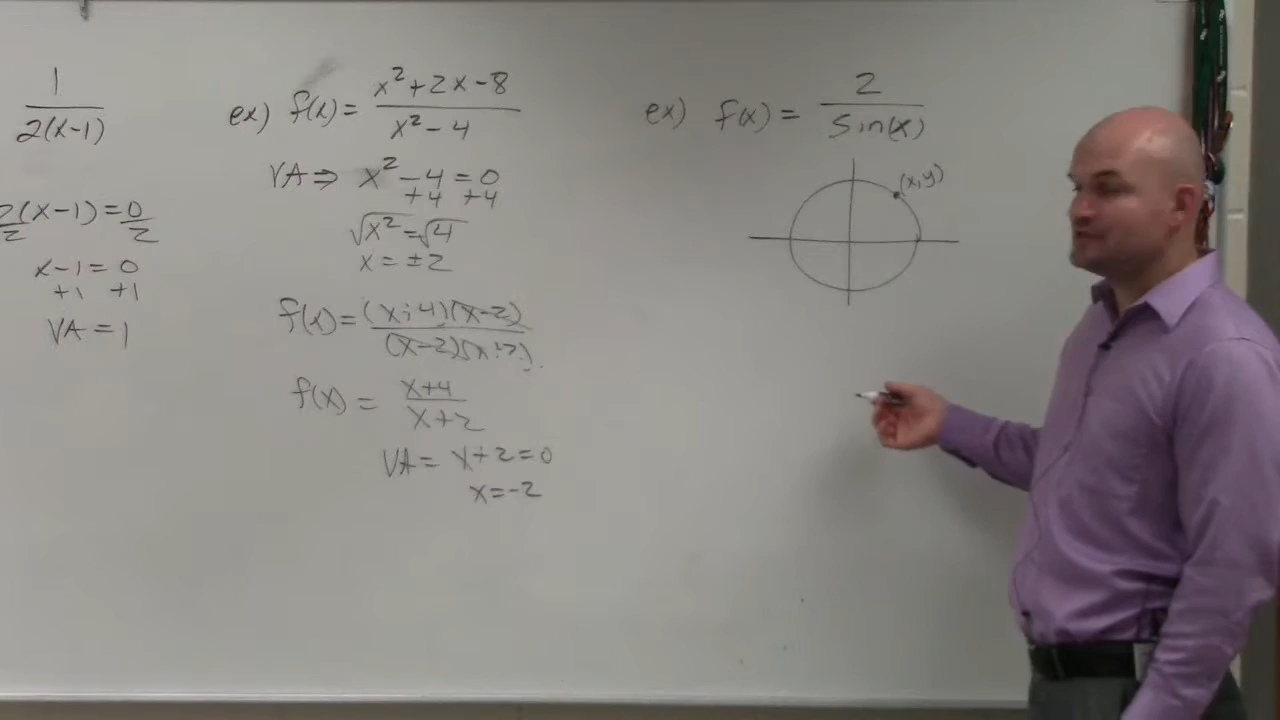 1
2(x-1)
2(x-1)=0
2 2
x-1=0
+1 +1
VA=1
ex) f(x)= x²+2x-8
x²-4
VA⇒ x²-4=0
+4 +4
√x²=√4
x=±2
f(x)= (x+4)(x-2)
(x-2)(x+2)
f(x)= x+4
x+2
VA= x+2=0
x=-2
ex) f(x)= 2
sin(x)
(x,y)